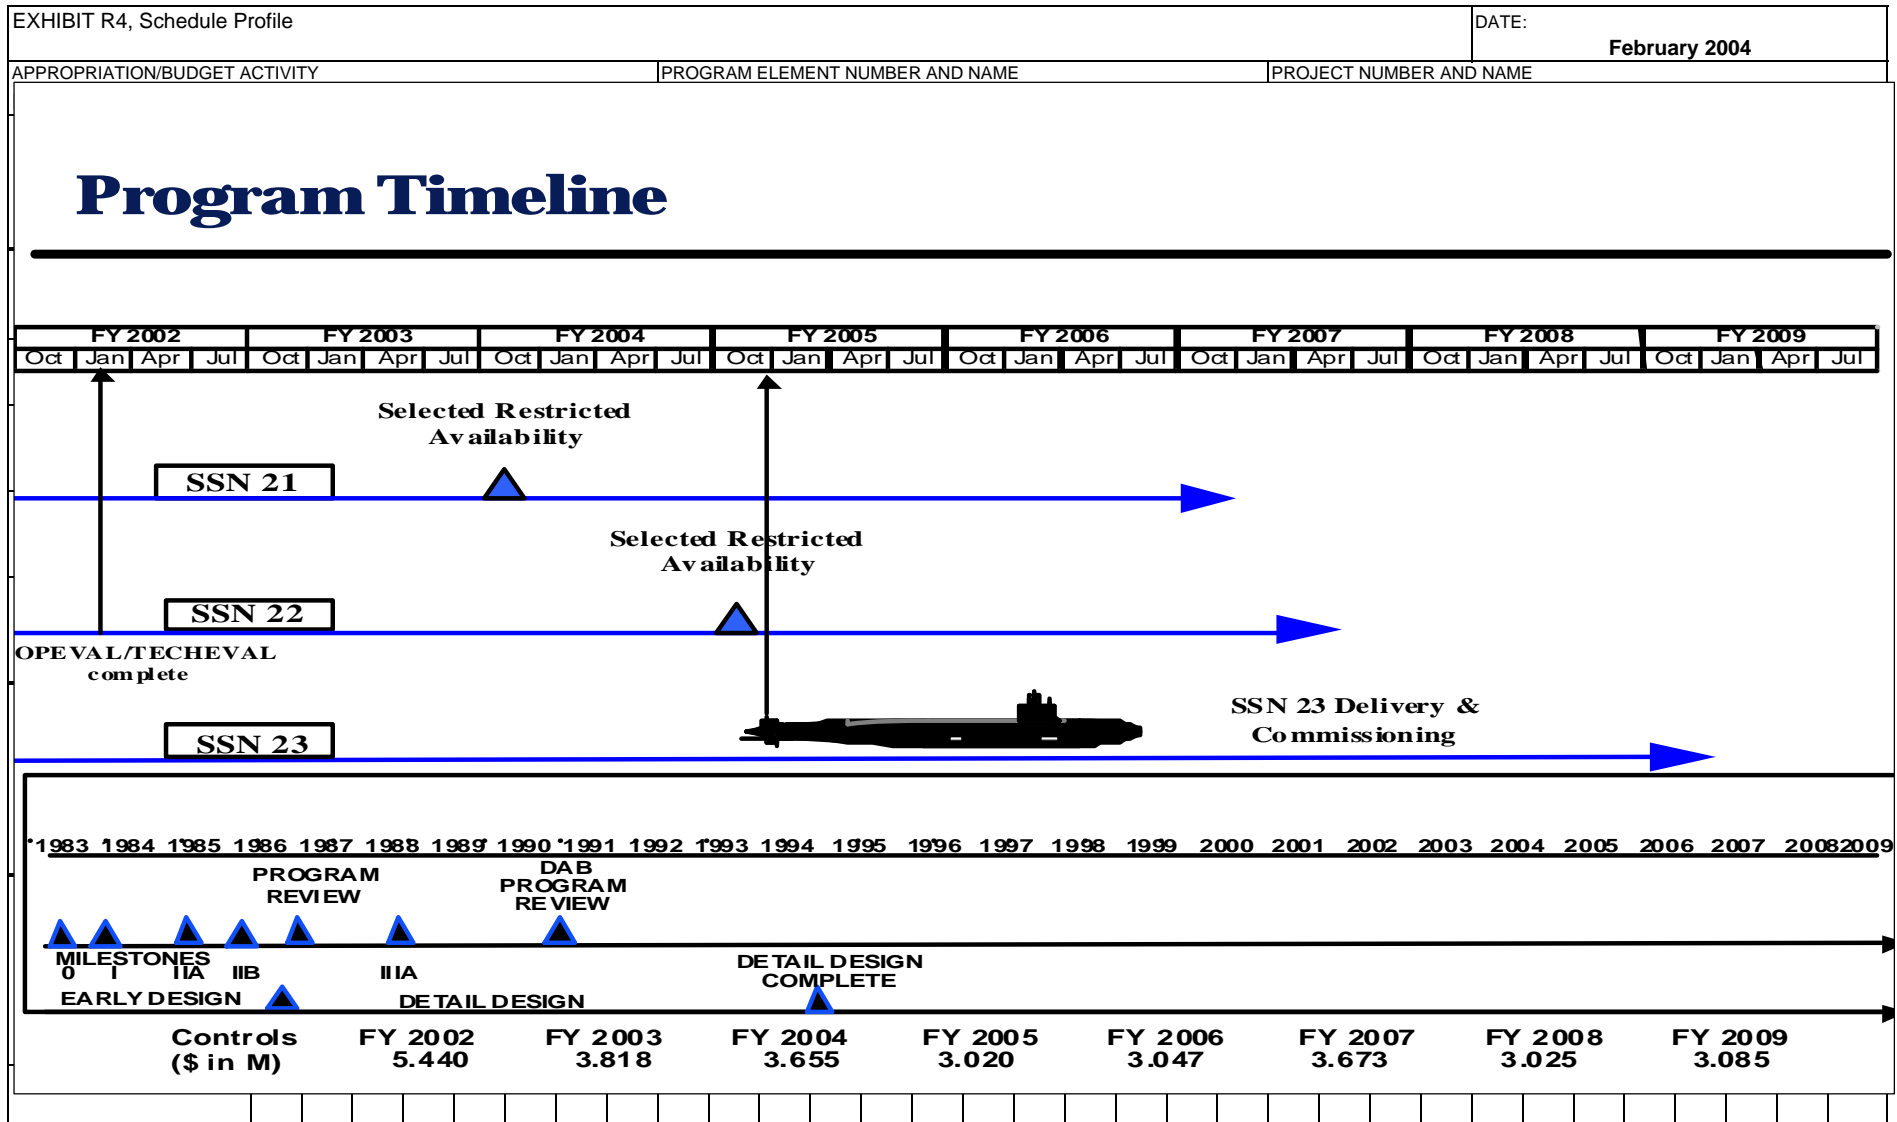 EXHIBIT R4, Schedule Profile
DATE:
February 2004
APPROPRIATION/BUDGET ACTIVITY PROGRAM ELEMENT NUMBER AND NAME PROJECT NUMBER AND NAME
Program Timeline
FY 2002 FY 2003 FY 2004 FY 2005 FY 2006 FY 2007 FY 2008 FY 2009
Oct Jan Apr Jul Oct Jan Apr Jul Oct Jan Apr Jul Oct Jan Apr Jul Oct Jan Apr Jul Oct Jan Apr Jul Oct Jan Apr Jul Oct Jan Apr Jul
Selected Restricted
Availability
SSN 21
Selected Restricted
Availability
SSN 22
OPEVAL/TECHEVAL
complete
SSN 23 Delivery &
Commissioning
SSN 23
1983 1984 1985 1986 1987 1988 1989 1990 1991 1992 1993 1994 1995 1996 1997 1998 1999 2000 2001 2002 2003 2004 2005 2006 2007 20082009
PROGRAM
REVIEW
DAB
PROGRAM
REVIEW
MILESTONES
0 I IIA IIB IIIA
DETAIL DESIGN
COMPLETE
EARLY DESIGN DETAIL DESIGN
Controls FY 2002 FY 2003 FY 2004 FY 2005 FY 2006 FY 2007 FY 2008 FY 2009
($ in M) 5.440 3.818 3.655 3.020 3.047 3.673 3.025 3.085